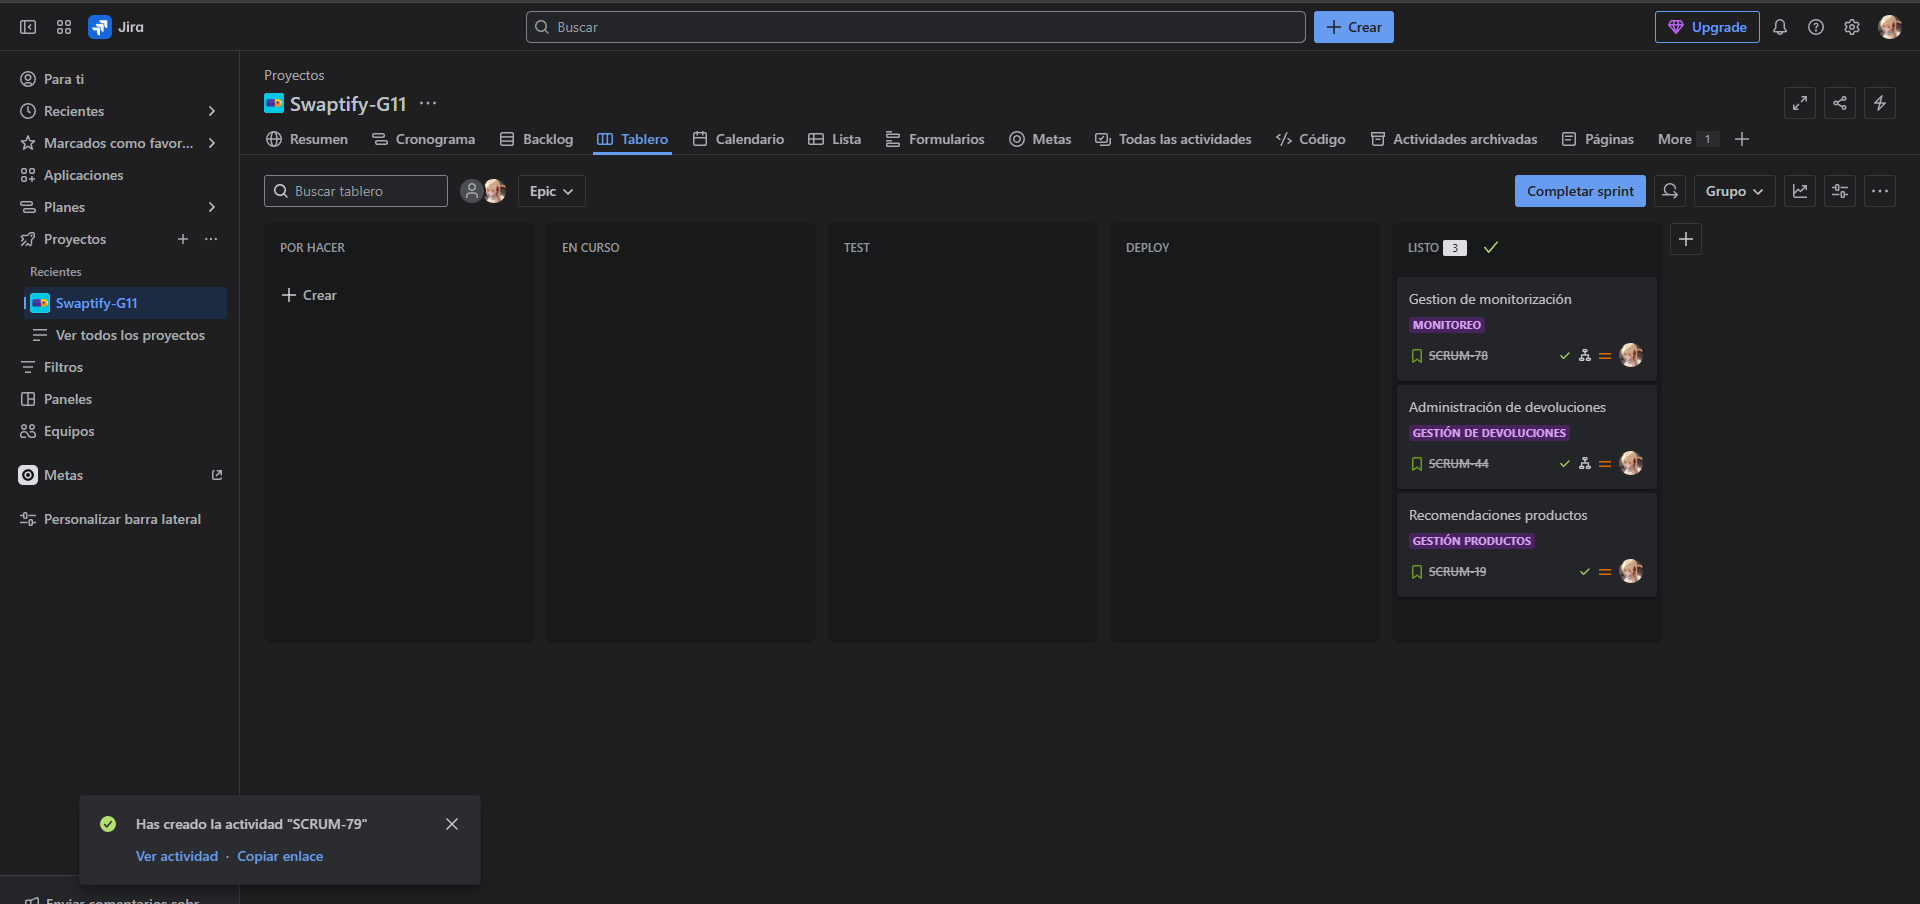 Jira
Buscar
Crear
Upgrade
Para ti
Recientes
Marcados como favor...
Aplicaciones
Planes
Proyectos
Recientes
Swaptify-G11
Ver todos los proyectos
Filtros
Paneles
Equipos
Metas
Personalizar barra lateral
Proyectos
Swaptify-G11
Resumen
Cronograma
Backlog
Tablero
Calendario
Lista
Formularios
Metas
Todas las actividades
Código
Actividades archivadas
Páginas
More 1
Buscar tablero
Epic
Completar sprint
Grupo
POR HACER
Crear
EN CURSO
TEST
DEPLOY
LISTO 3
Gestion de monitorización
MONITOREO
SCRUM-78
Administración de devoluciones
GESTIÓN DE DEVOLUCIONES
SCRUM-44
Recomendaciones productos
GESTIÓN PRODUCTOS
SCRUM-19
Has creado la actividad "SCRUM-79"
Ver actividad · Copiar enlace
Enviar comentarios sobr